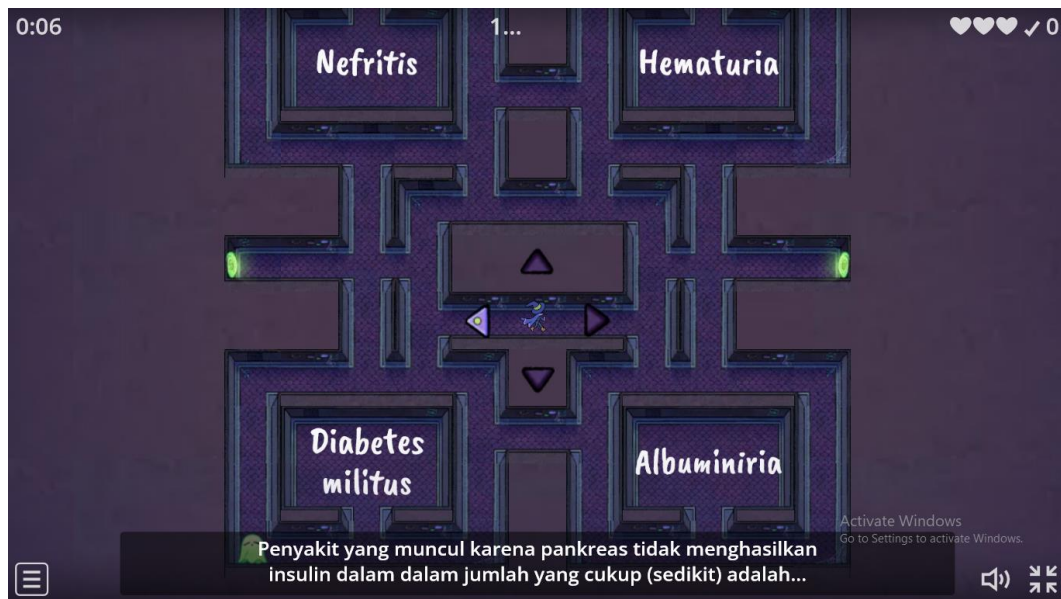 0:06
1...
0
Nefritis
Hematuria
Diabetes
militus
Albuminiria
Activate Windows
Go to Settings to activate Windows.
Penyakit yang muncul karena pankreas tidak menghasilkan
insulin dalam dalam jumlah yang cukup (sedikit) adalah...